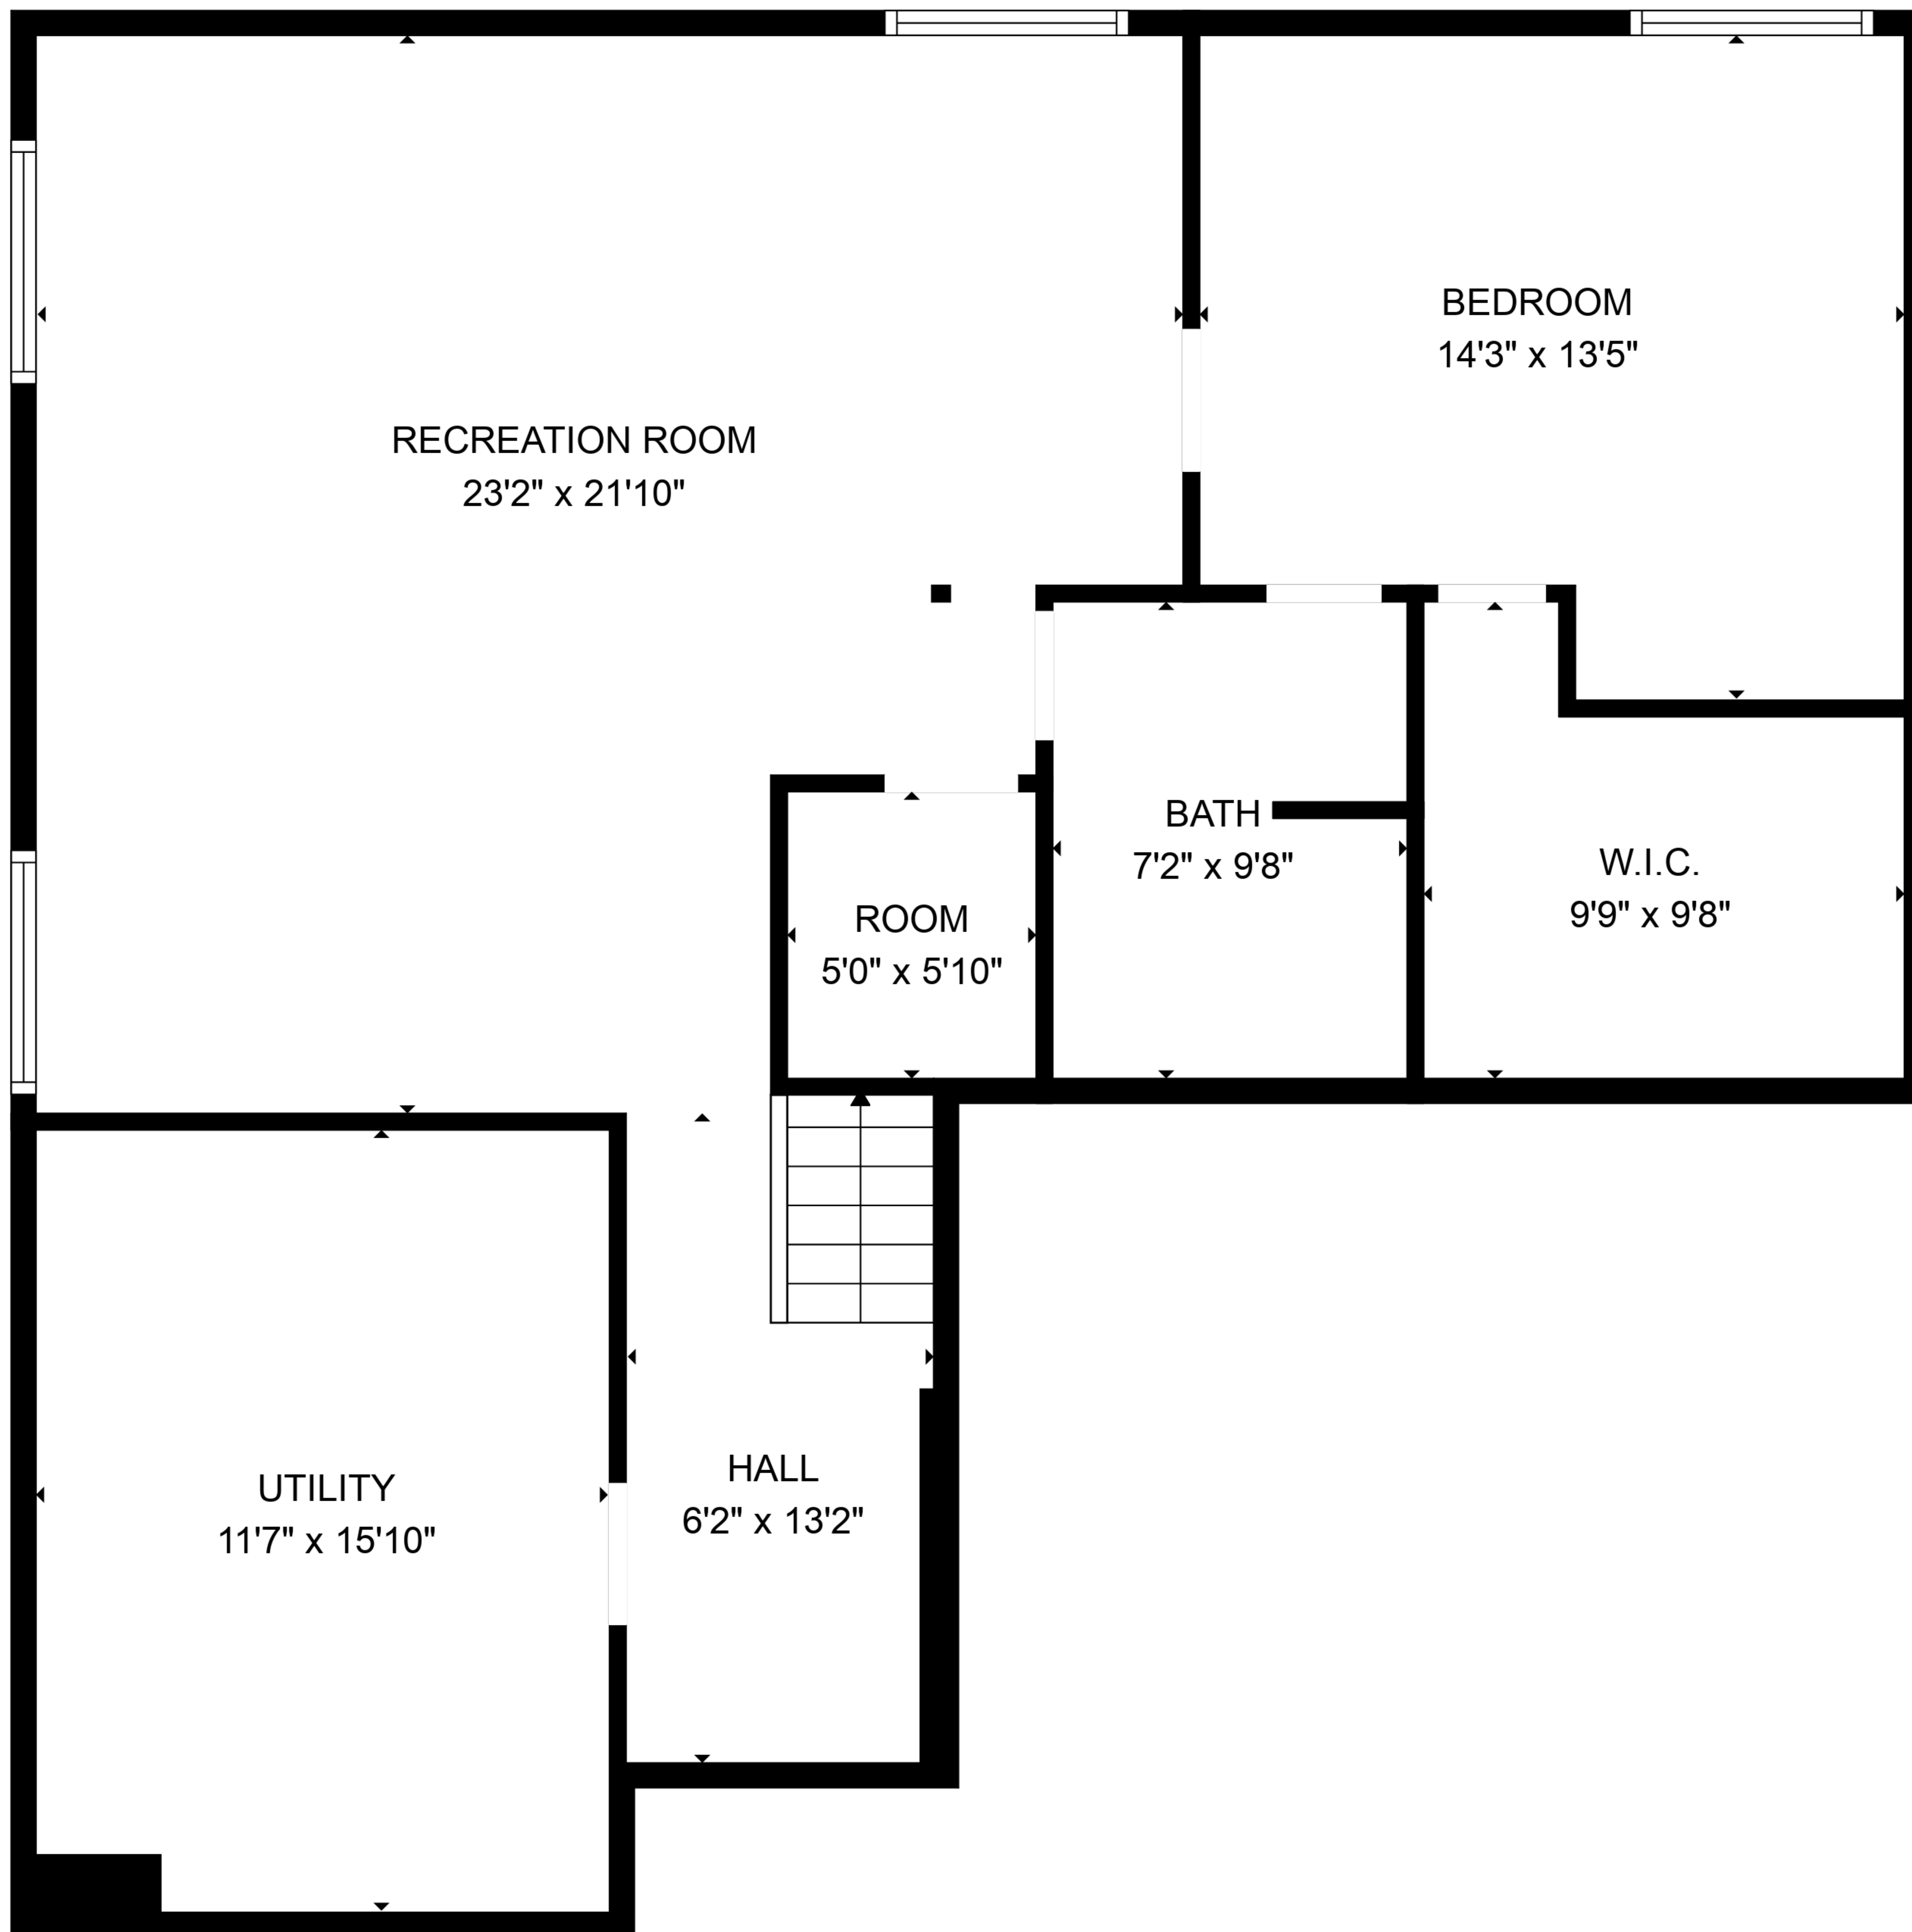 BEDROOM
14'3" x 13'5"
RECREATION ROOM
23'2" x 21'10"
BATH
7'2" x 9'8"
W.I.C.
9'9" x 9'8"
ROOM
5'0" x 5'10"
HALL
6'2" x 13'2"
UTILITY
11'7" x 15'10"